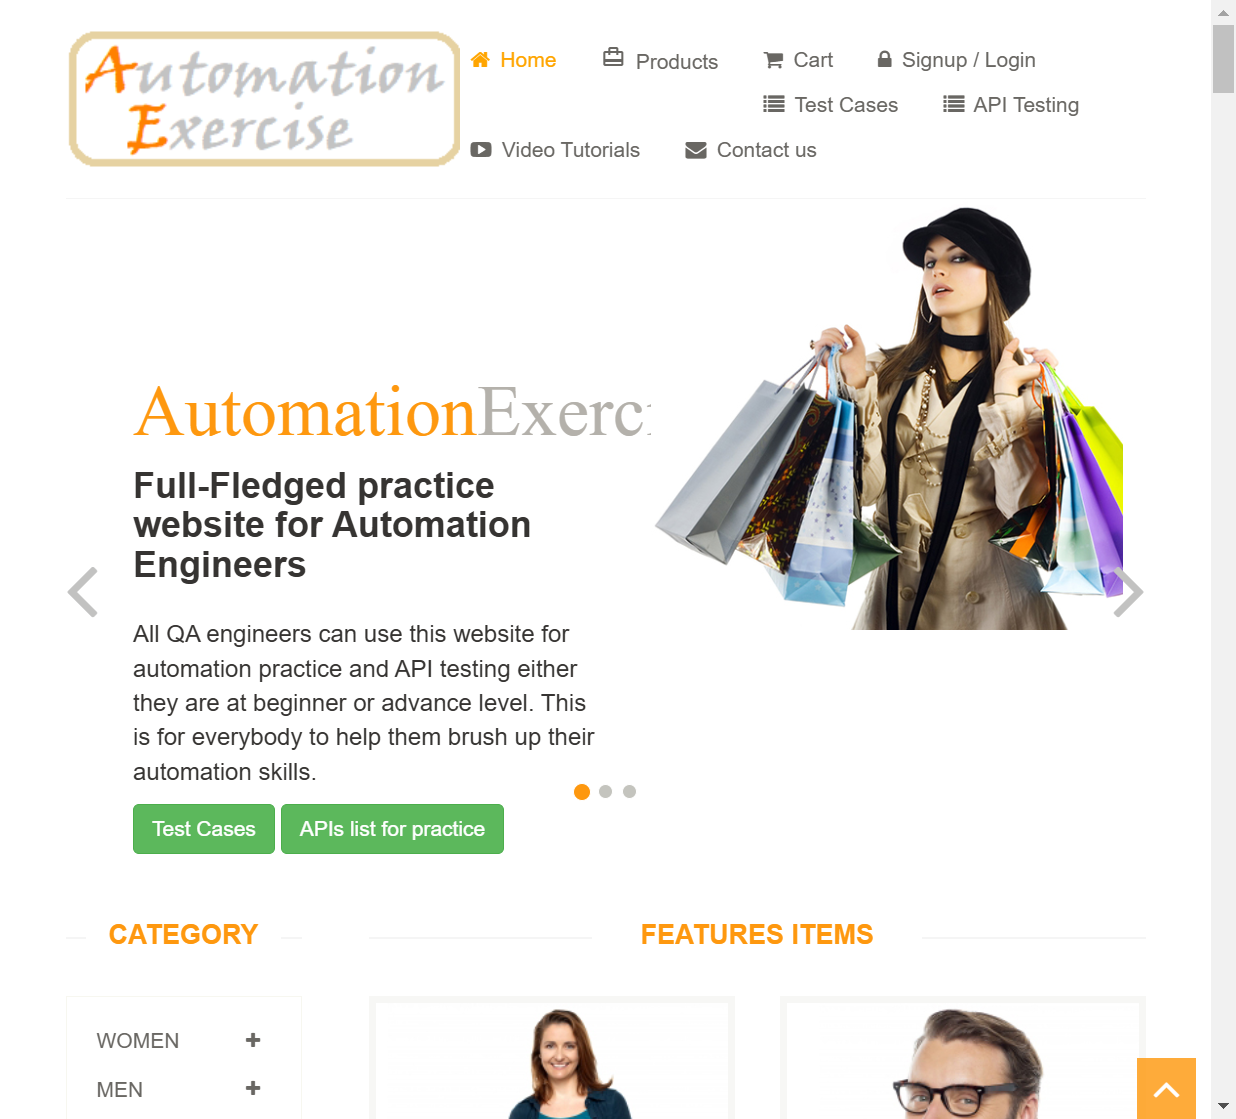 Automation
Exercise
Home
Products
Cart
Signup / Login
Test Cases
API Testing
Video Tutorials
Contact us
AutomationExerc
Full-Fledged practice
website for Automation
Engineers
All QA engineers can use this website for
automation practice and API testing either
they are at beginner or advance level. This
is for everybody to help them brush up their
automation skills.
Test Cases
APIs list for practice
CATEGORY
FEATURES ITEMS
WOMEN
MEN